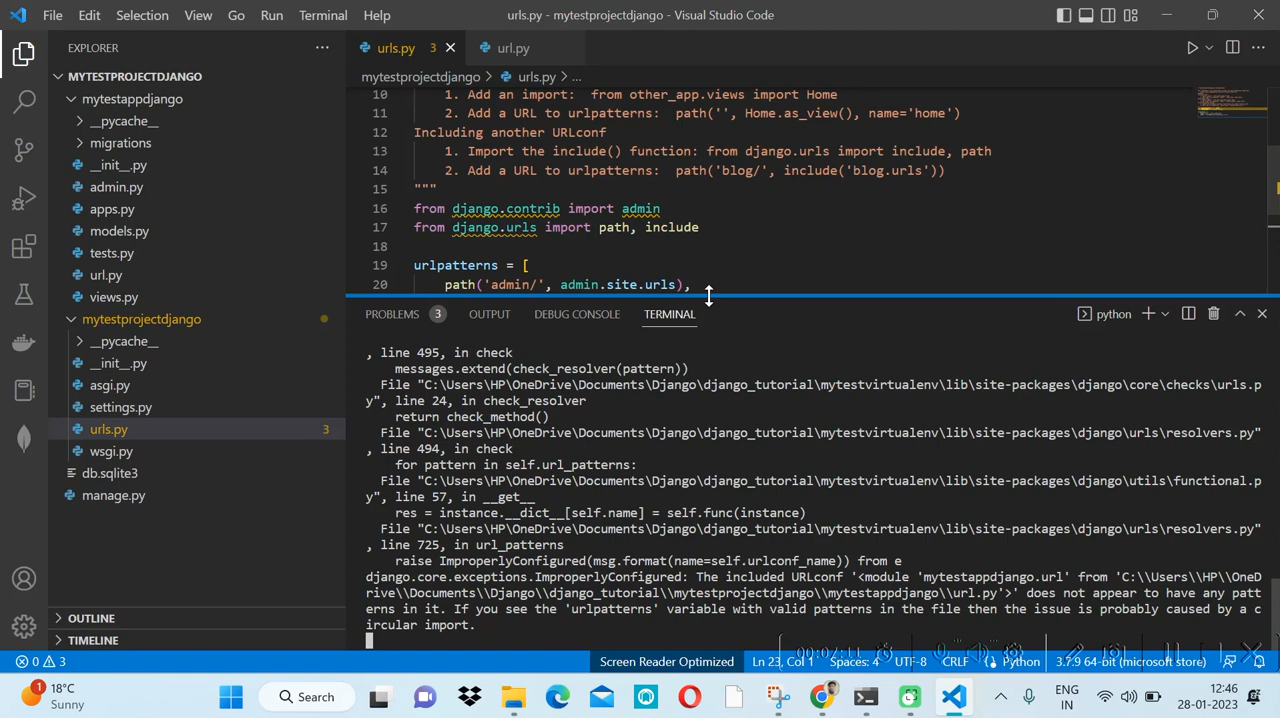 File Edit Selection View Go Run Terminal Help urls.py - mytestprojectdjango - Visual Studio Code
EXPLORER
MYTESTPROJECTDJANGO
mytestappdjango
__pycache__
migrations
__init__.py
admin.py
apps.py
models.py
tests.py
url.py
views.py
mytestprojectdjango
__pycache__
__init__.py
asgi.py
settings.py
urls.py 3
wsgi.py
db.sqlite3
manage.py
OUTLINE
TIMELINE
urls.py 3 url.py
mytestprojectdjango > urls.py > ...
10 1. Add an import: from other_app.views import Home
11 2. Add a URL to urlpatterns: path('', Home.as_view(), name='home')
12 Including another URLconf
13 1. Import the include() function: from django.urls import include, path
14 2. Add a URL to urlpatterns: path('blog/', include('blog.urls'))
15 """
16 from django.contrib import admin
17 from django.urls import path, include
18
19 urlpatterns = [
20 path('admin/', admin.site.urls),
PROBLEMS 3 OUTPUT DEBUG CONSOLE TERMINAL python
, line 495, in check
messages.extend(check_resolver(pattern))
File "C:\Users\HP\OneDrive\Documents\Django\django_tutorial\mytestvirtualenv\lib\site-packages\django\core\checks\urls.p
y", line 24, in check_resolver
return check_method()
File "C:\Users\HP\OneDrive\Documents\Django\django_tutorial\mytestvirtualenv\lib\site-packages\django\urls\resolvers.py"
, line 494, in check
for pattern in self.url_patterns:
File "C:\Users\HP\OneDrive\Documents\Django\django_tutorial\mytestvirtualenv\lib\site-packages\django\utils\functional.p
y", line 57, in __get__
res = instance.__dict__[self.name] = self.func(instance)
File "C:\Users\HP\OneDrive\Documents\Django\django_tutorial\mytestvirtualenv\lib\site-packages\django\urls\resolvers.py"
, line 725, in url_patterns
raise ImproperlyConfigured(msg.format(name=self.urlconf_name)) from e
django.core.exceptions.ImproperlyConfigured: The included URLconf '<module 'mytestappdjango.url' from 'C:\\Users\\HP\\OneD
rive\\Documents\\Django\\django_tutorial\\mytestprojectdjango\\mytestappdjango\\url.py'>' does not appear to have any patt
erns in it. If you see the 'urlpatterns' variable with valid patterns in the file then the issue is probably caused by a c
ircular import.
00:02:11
0 3 Screen Reader Optimized Ln 23, Col 1 Spaces: 4 UTF-8 CRLF Python 3.7.9 64-bit (microsoft store)
1 18°C Sunny Search ENG IN 12:46 28-01-2023